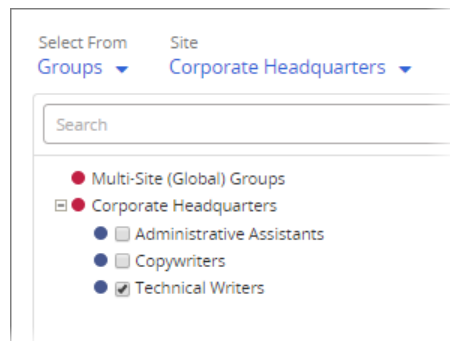 Select From Site
Groups Corporate Headquarters
Search
Multi-Site (Global) Groups
Corporate Headquarters
Administrative Assistants
Copywriters
Technical Writers